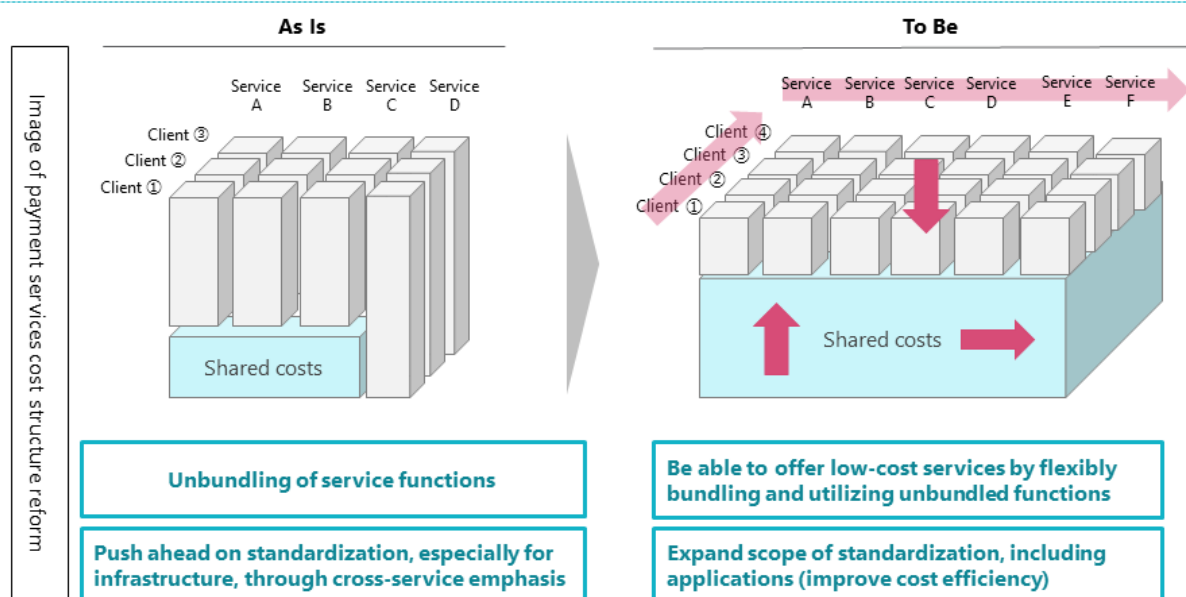 As Is
To Be
Image of payment services cost structure reform
Service
A
Service
B
Service
C
Service
D
Client ③
Client ②
Client ①
Shared costs
Service
A
Service
B
Service
C
Service
D
Service
E
Service
F
Client ④
Client ③
Client ②
Client ①
Shared costs
Unbundling of service functions
Push ahead on standardization, especially for
infrastructure, through cross-service emphasis
Be able to offer low-cost services by flexibly
bundling and utilizing unbundled functions
Expand scope of standardization, including
applications (improve cost efficiency)